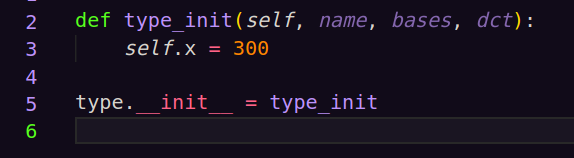 2 def type_init(self, name, bases, dct):
3     self.x = 300
4
5 type.__init__ = type_init
6